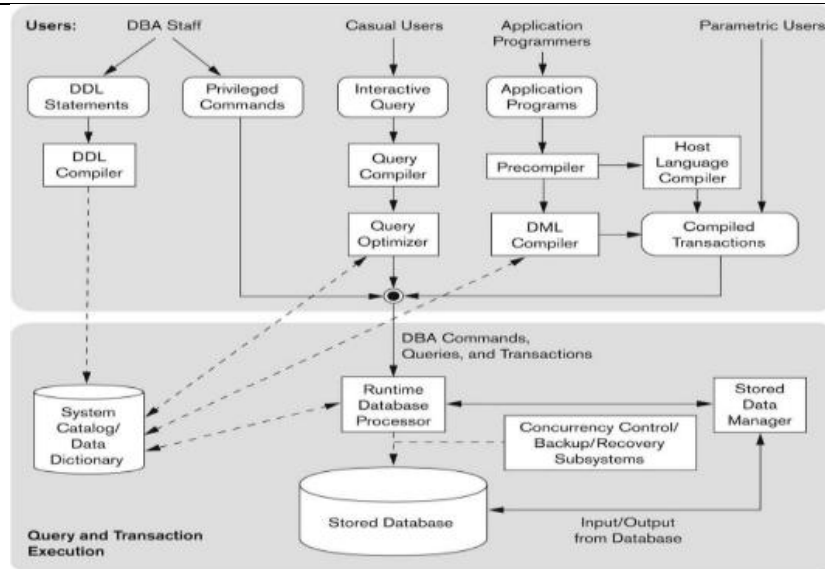 Users:
DBA Staff
Casual Users
Application
Programmers
Parametric Users
DDL
Statements
Privileged
Commands
Interactive
Query
Application
Programs
DDL
Compiler
Query
Compiler
Precompiler
Host
Language
Compiler
Query
Optimizer
DML
Compiler
Compiled
Transactions
DBA Commands,
Queries, and Transactions
System
Catalog/
Data
Dictionary
Runtime
Database
Processor
Stored
Data
Manager
Concurrency Control/
Backup/Recovery
Subsystems
Stored Database
Input/Output
from Database
Query and Transaction
Execution